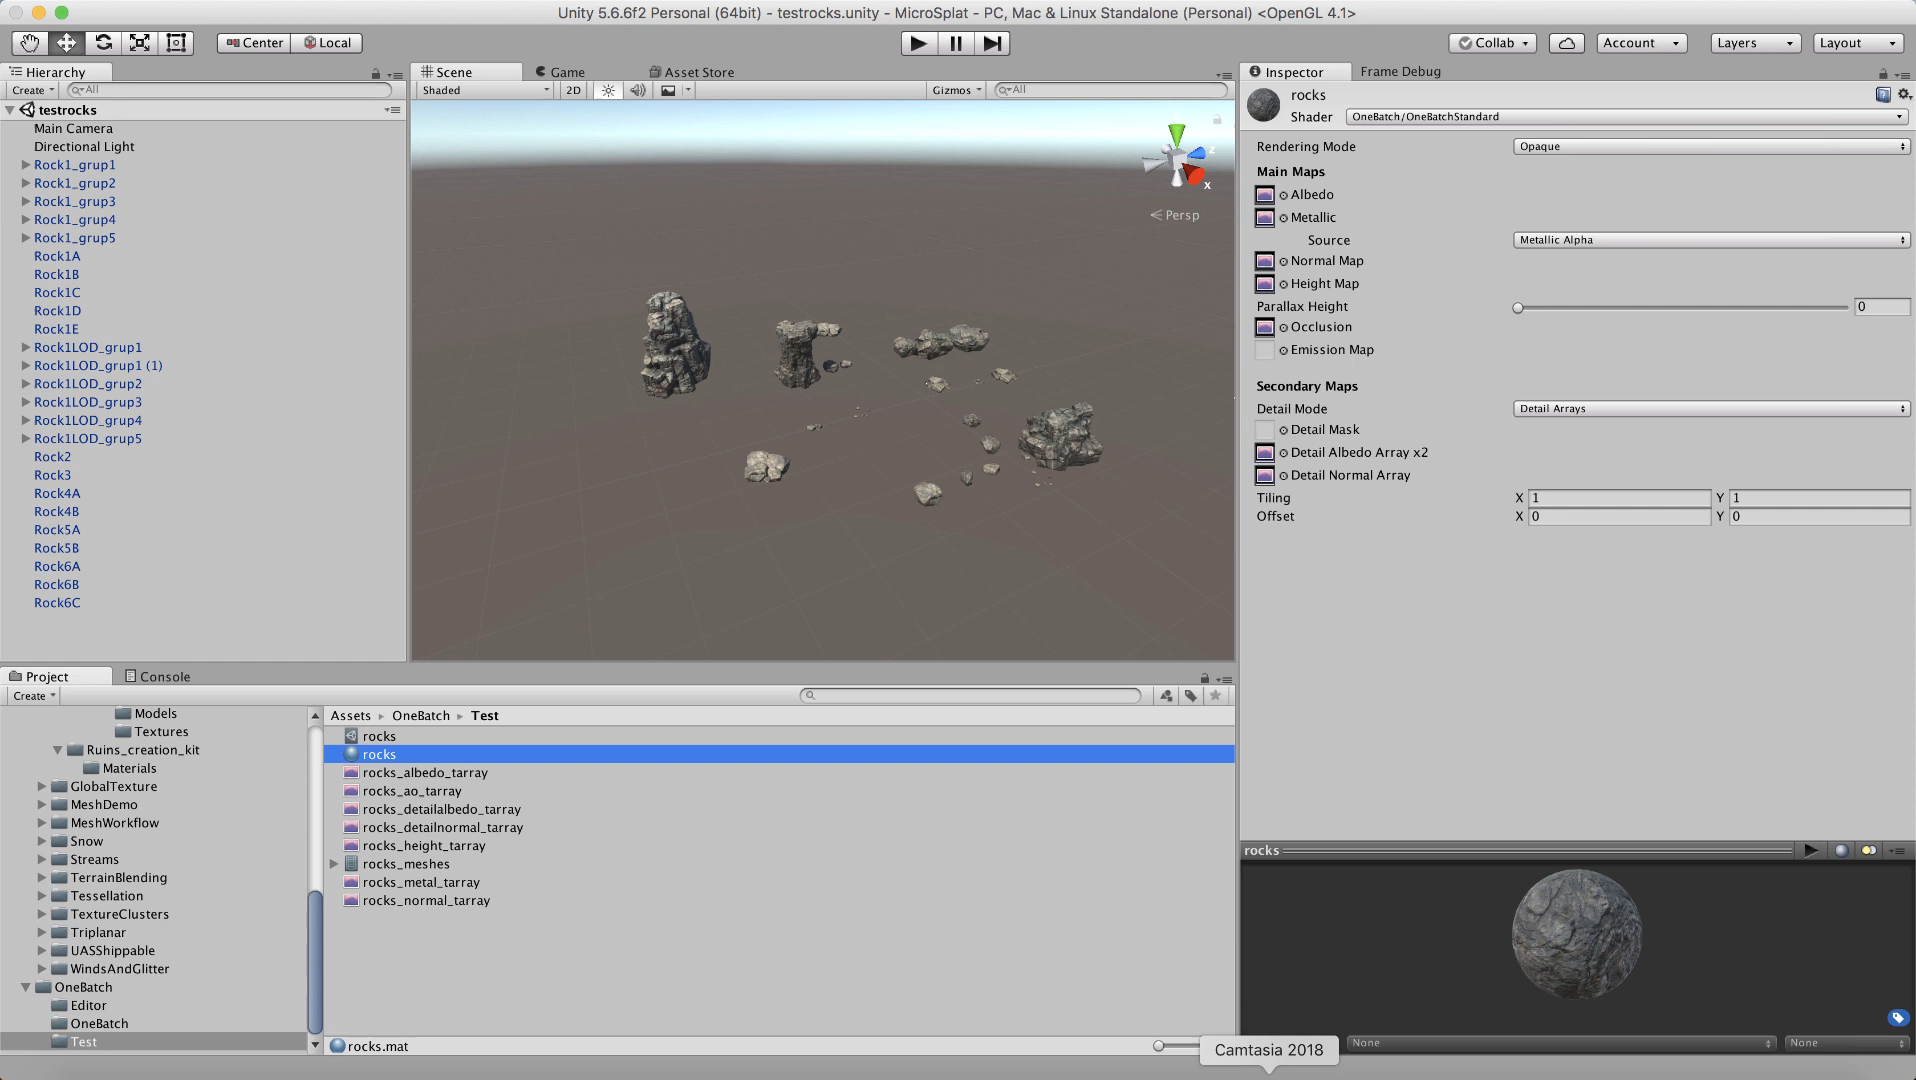 Unity 5.6.6f2 Personal (64bit) - testrocks.unity - MicroSplat - PC, Mac & Linux Standalone (Personal) <OpenGL 4.1>
Center Local Collab Account Layers Layout
Hierarchy
Create All
testrocks
Main Camera
Directional Light
Rock1_grup1
Rock1_grup2
Rock1_grup3
Rock1_grup4
Rock1_grup5
Rock1A
Rock1B
Rock1C
Rock1D
Rock1E
Rock1LOD_grup1
Rock1LOD_grup1 (1)
Rock1LOD_grup2
Rock1LOD_grup3
Rock1LOD_grup4
Rock1LOD_grup5
Rock2
Rock3
Rock4A
Rock4B
Rock5A
Rock5B
Rock6A
Rock6B
Rock6C
Scene Game Asset Store
Shaded 2D Gizmos All
z
x
Persp
Inspector Frame Debug
rocks
Shader OneBatch/OneBatchStandard
Rendering Mode Opaque
Main Maps
Albedo
Metallic
Source Metallic Alpha
Normal Map
Height Map
Parallax Height 0
Occlusion
Emission Map
Secondary Maps
Detail Mode Detail Arrays
Detail Mask
Detail Albedo Array x2
Detail Normal Array
Tiling X 1 Y 1
Offset X 0 Y 0
Project Console
Create
Models
Textures
Ruins_creation_kit
Materials
GlobalTexture
MeshDemo
MeshWorkflow
Snow
Streams
TerrainBlending
Tessellation
TextureClusters
Triplanar
UASShippable
WindsAndGlitter
OneBatch
Editor
OneBatch
Test
Assets OneBatch Test
rocks
rocks
rocks_albedo_tarray
rocks_ao_tarray
rocks_detailalbedo_tarray
rocks_detailnormal_tarray
rocks_height_tarray
rocks_meshes
rocks_metal_tarray
rocks_normal_tarray
rocks.mat
rocks
None None
Camtasia 2018